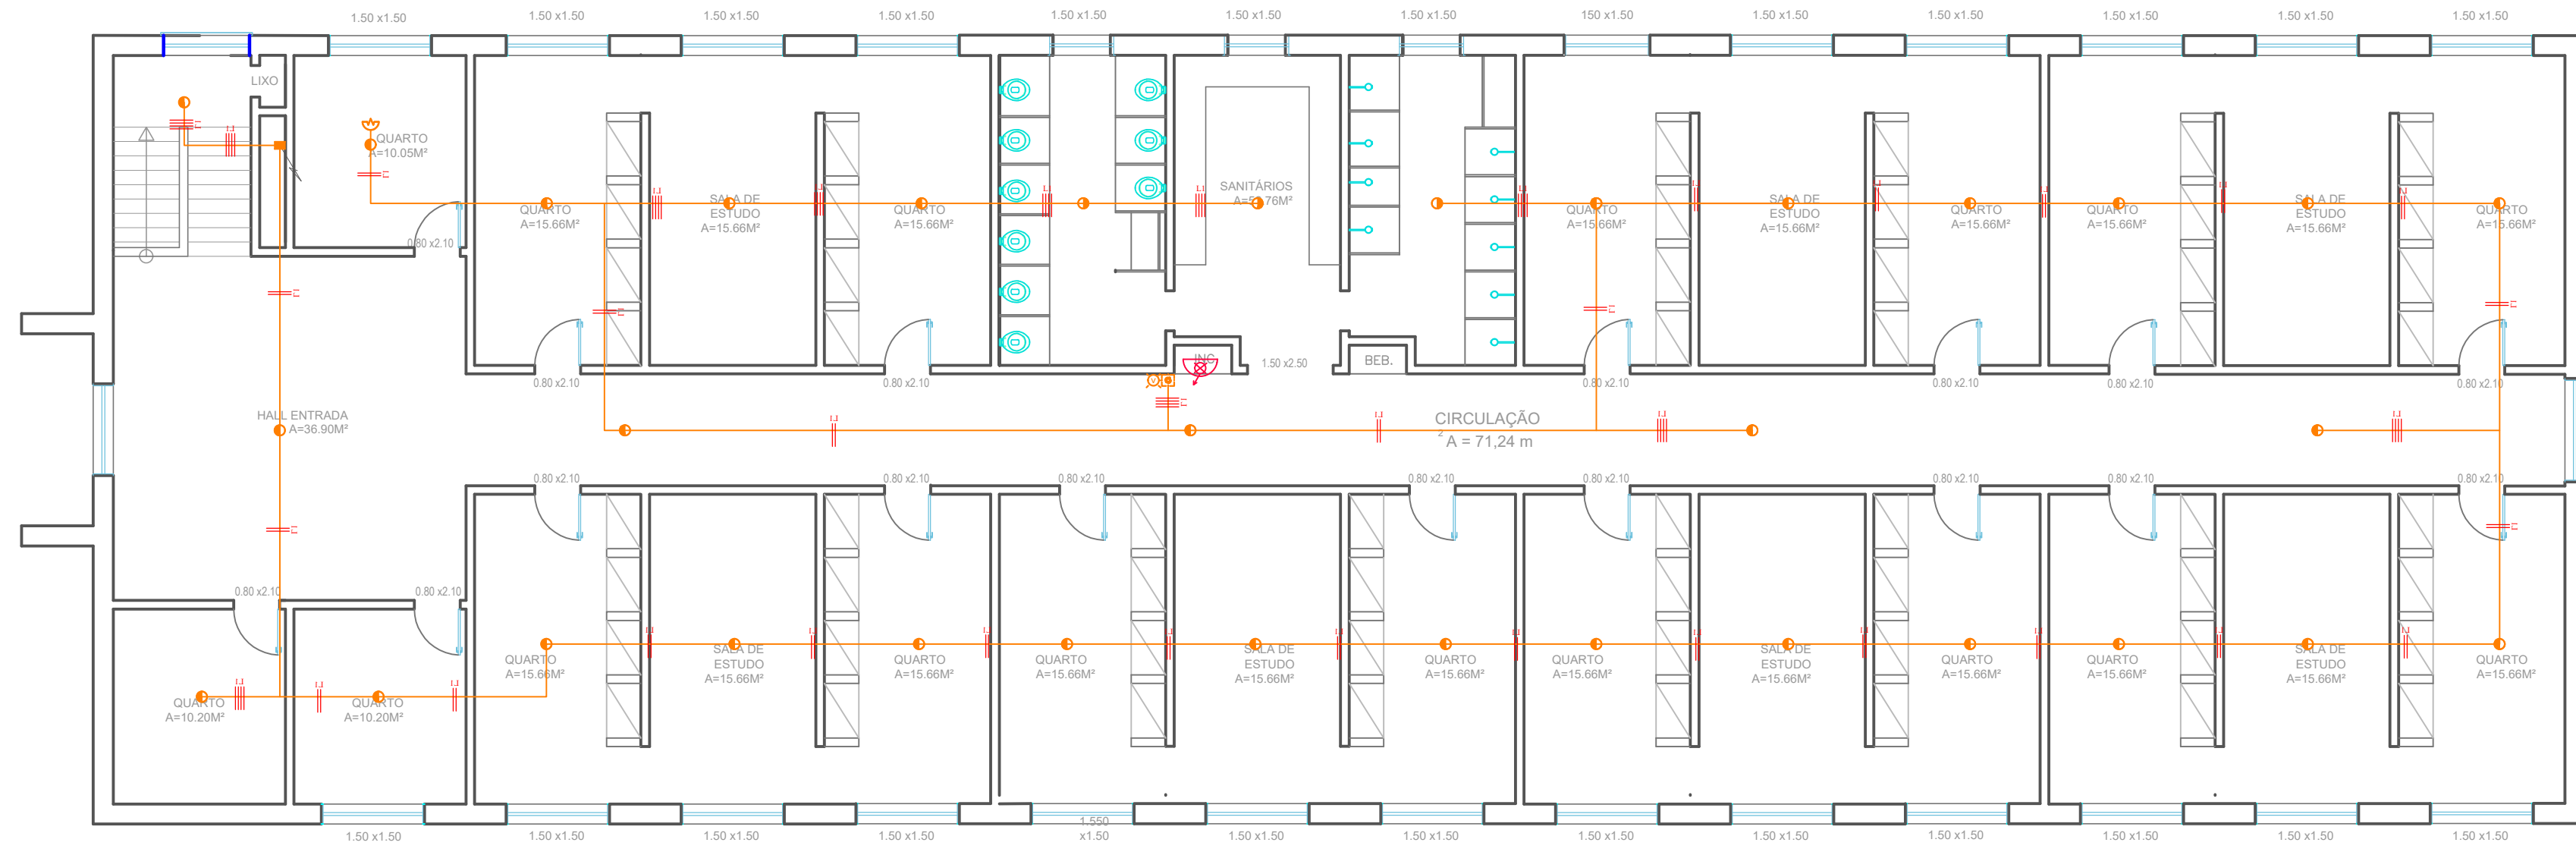 1.50 x1.50
1.50 x1.50
1.50 x1.50
1.50 x1.50
1.50 x1.50
1.50 x1.50
1.50 x1.50
150 x1.50
1.50 x1.50
1.50 x1.50
1.50 x1.50
1.50 x1.50
1.50 x1.50
LIXO
QUARTO
A=10.05M²
QUARTO
A=15.66M²
SALA DE
ESTUDO
A=15.66M²
QUARTO
A=15.66M²
SANITÁRIOS
QUARTO
A=15.66M²
SALA DE
ESTUDO
A=15.66M²
QUARTO
A=15.66M²
QUARTO
A=15.66M²
SALA DE
ESTUDO
A=15.66M²
QUARTO
A=15.66M²
0.80 x2.10
0.80 x2.10
0.80 x2.10
INC
1.50 x2.50
BEB.
0.80 x2.10
0.80 x2.10
0.80 x2.10
0.80 x2.10
HALL ENTRADA
A=36.90M²
CIRCULAÇÃO
2 A = 71,24 m
0.80 x2.10
0.80 x2.10
0.80 x2.10
0.80 x2.10
0.80 x2.10
0.80 x2.10
0.80 x2.10
0.80 x2.10
0.80 x2.10
0.80 x2.10
QUARTO
A=10.20M²
QUARTO
A=10.20M²
QUARTO
A=15.66M²
SALA DE
ESTUDO
A=15.66M²
QUARTO
A=15.66M²
QUARTO
A=15.66M²
SALA DE
ESTUDO
A=15.66M²
QUARTO
A=15.66M²
QUARTO
A=15.66M²
SALA DE
ESTUDO
A=15.66M²
QUARTO
A=15.66M²
QUARTO
A=15.66M²
SALA DE
ESTUDO
A=15.66M²
QUARTO
A=15.66M²
1.50 x1.50
1.50 x1.50
1.50 x1.50
1.50 x1.50
1.550
x1.50
1.50 x1.50
1.50 x1.50
1.50 x1.50
1.50 x1.50
1.50 x1.50
1.50 x1.50
1.50 x1.50
1.50 x1.50